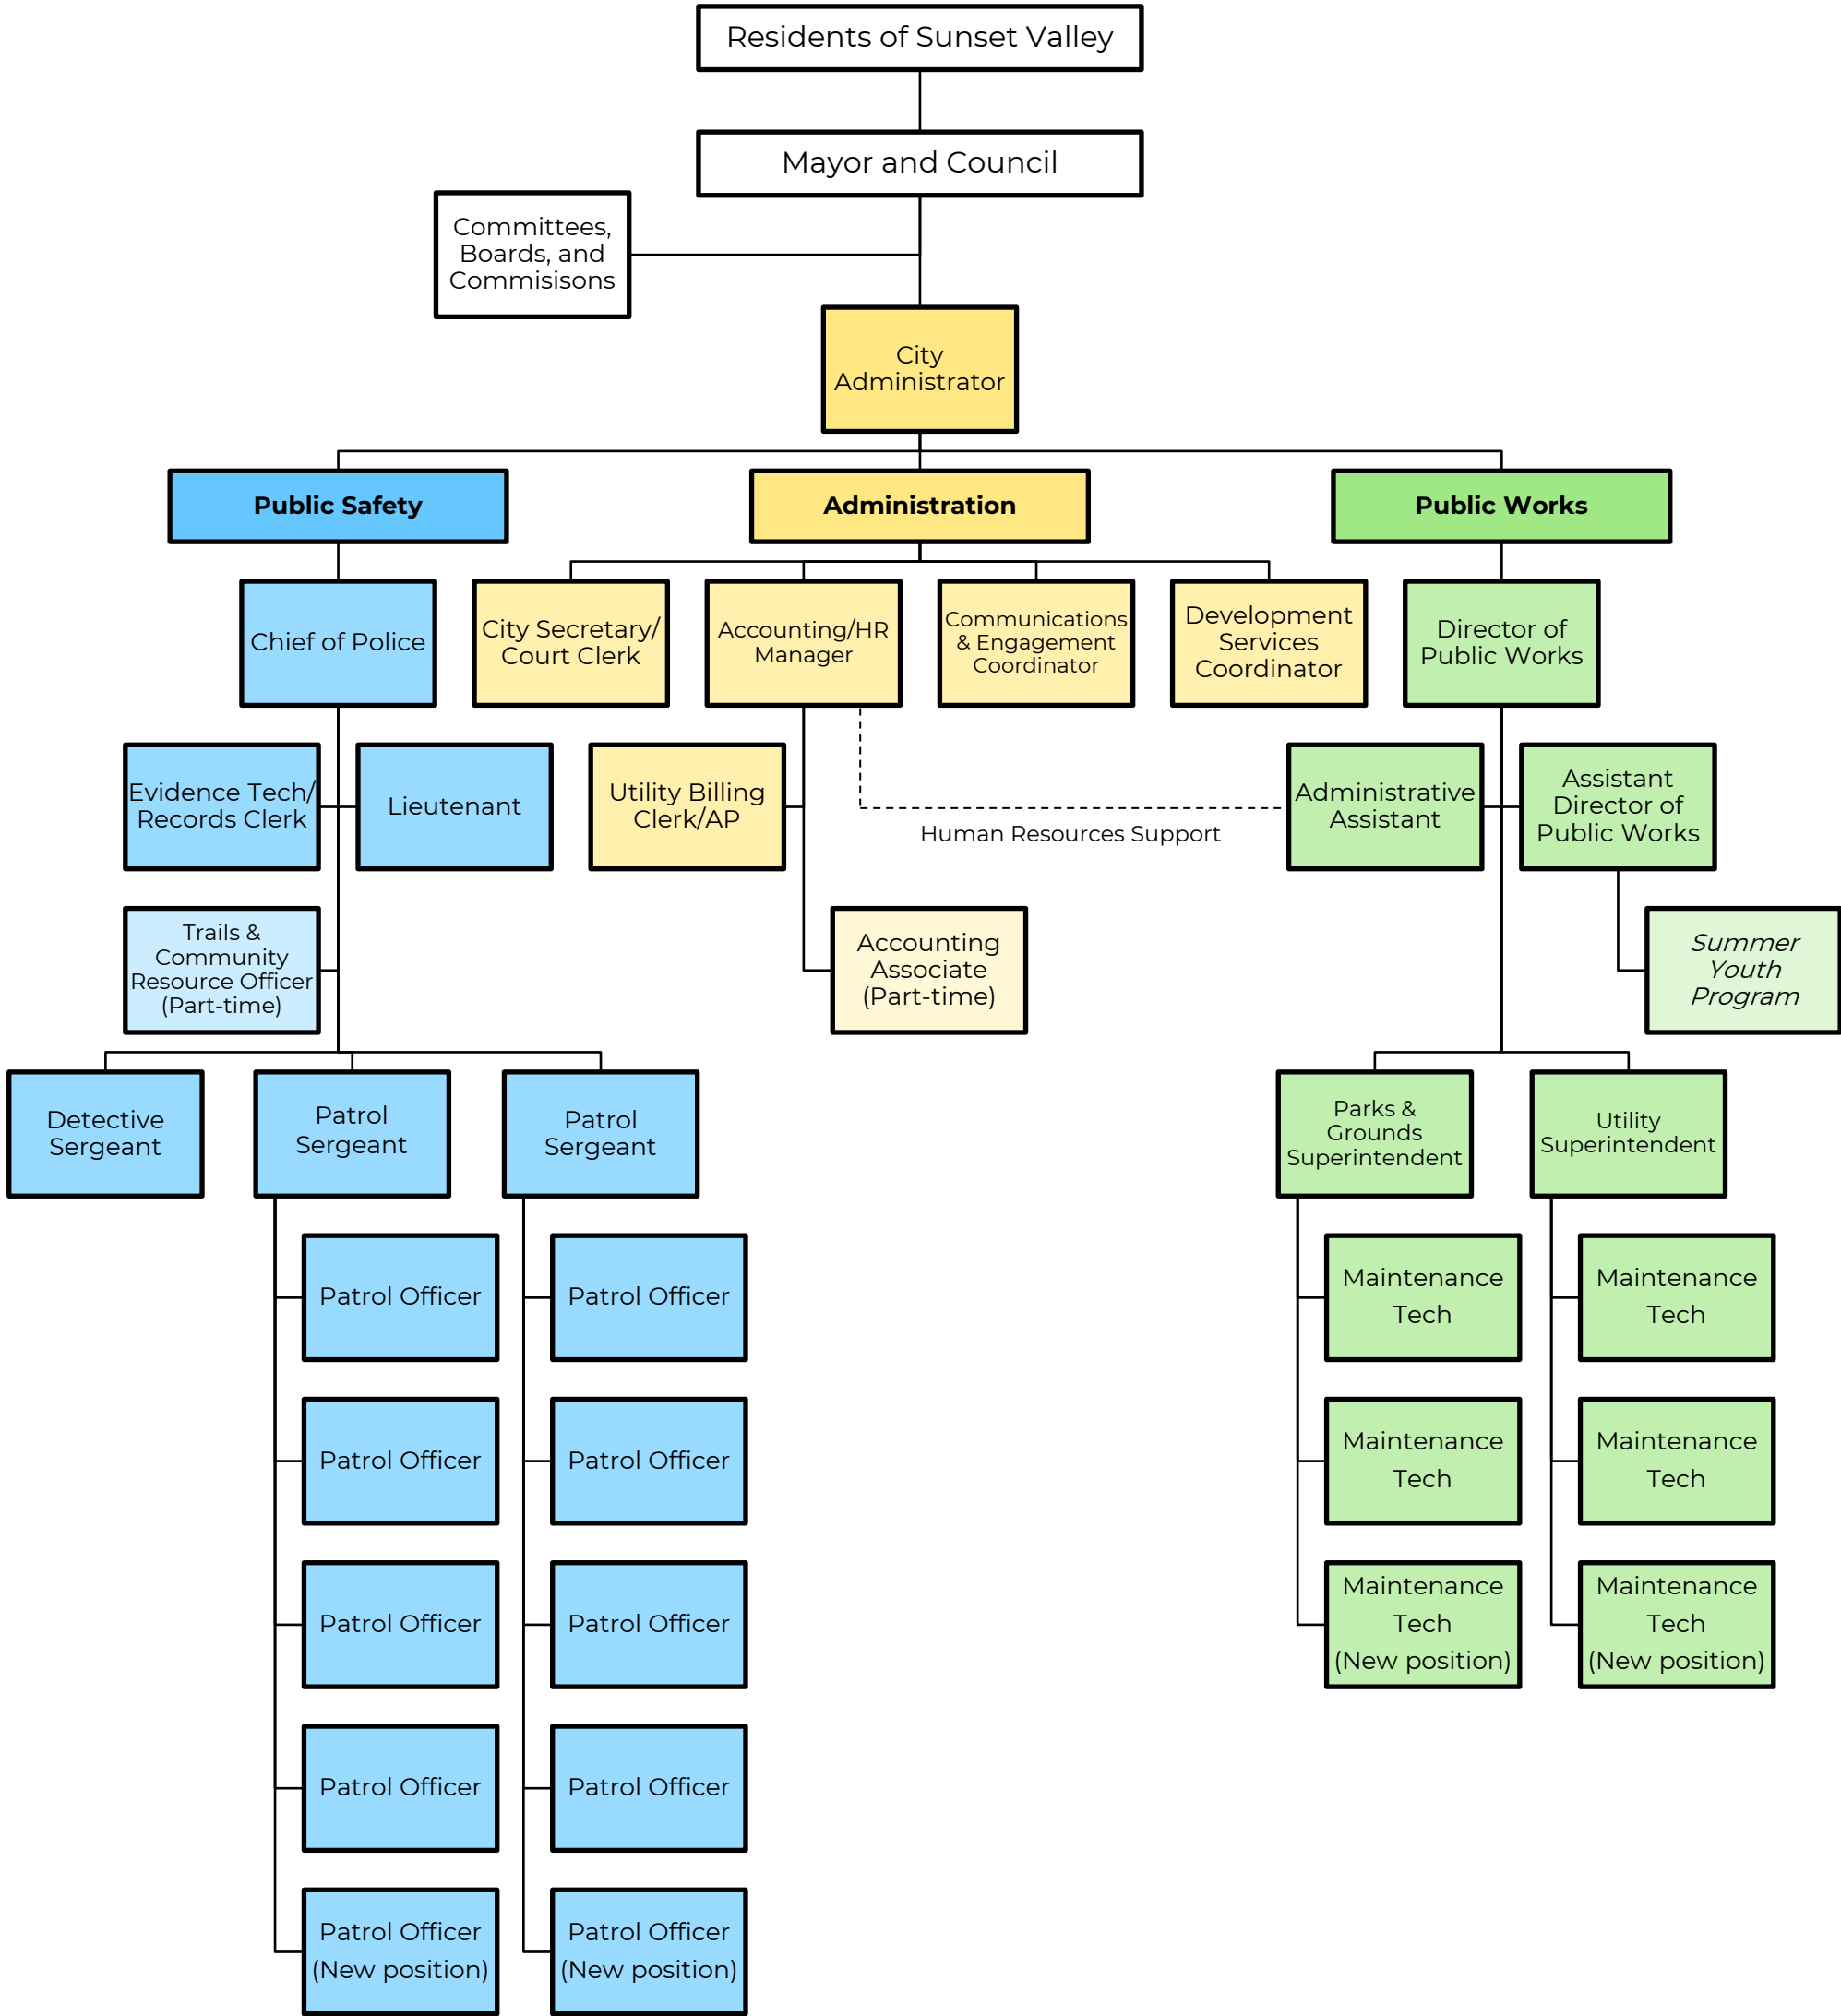 Residents of Sunset Valley
Mayor and Council
Committees,
Boards, and
Commisisons
City
Administrator
Public Safety
Administration
Public Works
Chief of Police
City Secretary/
Court Clerk
Accounting/HR
Manager
Communications
& Engagement
Coordinator
Development
Services
Coordinator
Director of
Public Works
Evidence Tech/
Records Clerk
Lieutenant
Utility Billing
Clerk/AP
Human Resources Support
Administrative
Assistant
Assistant
Director of
Public Works
Trails &
Community
Resource Officer
(Part-time)
Accounting
Associate
(Part-time)
Summer
Youth
Program
Detective
Sergeant
Patrol
Sergeant
Patrol
Sergeant
Parks &
Grounds
Superintendent
Utility
Superintendent
Patrol Officer
Patrol Officer
Maintenance
Tech
Maintenance
Tech
Patrol Officer
Patrol Officer
Maintenance
Tech
Maintenance
Tech
Patrol Officer
Patrol Officer
Maintenance
Tech
(New position)
Maintenance
Tech
(New position)
Patrol Officer
Patrol Officer
Patrol Officer
(New position)
Patrol Officer
(New position)